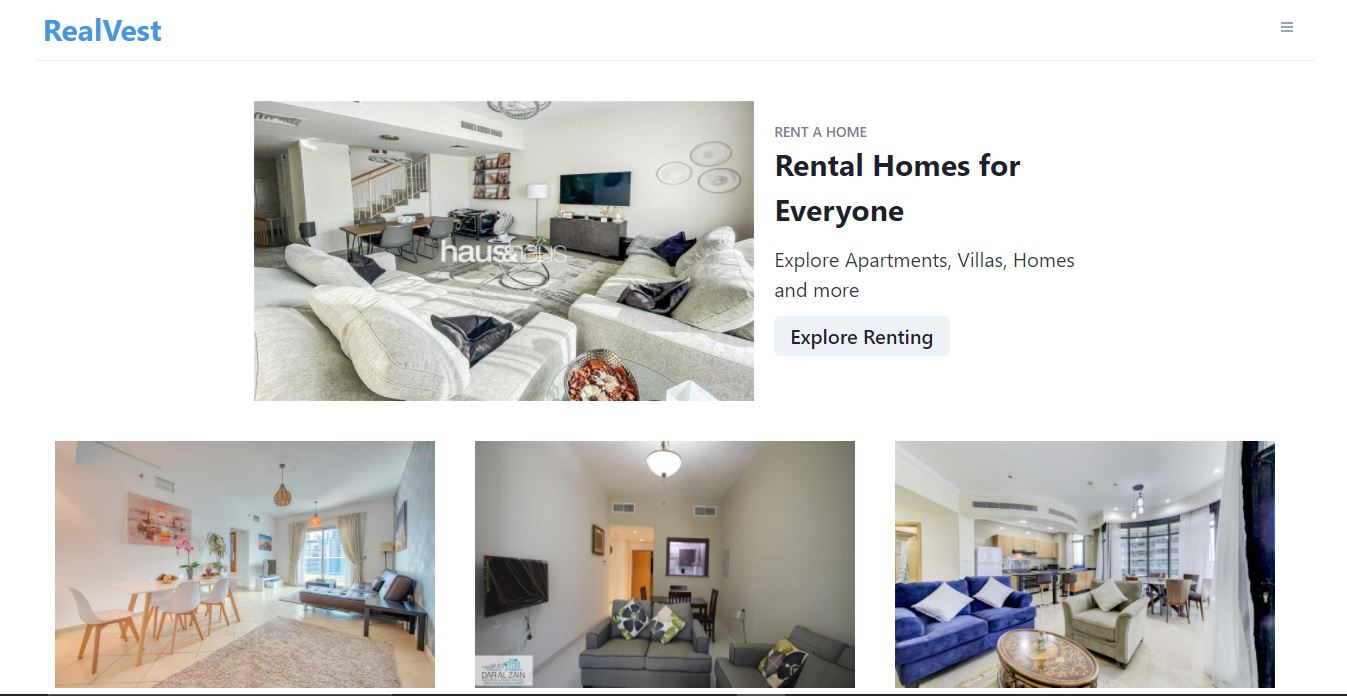 RealVest
RENT A HOME
Rental Homes for
Everyone
Explore Apartments, Villas, Homes
and more
Explore Renting
haus&haus
DAR AL ZAIN